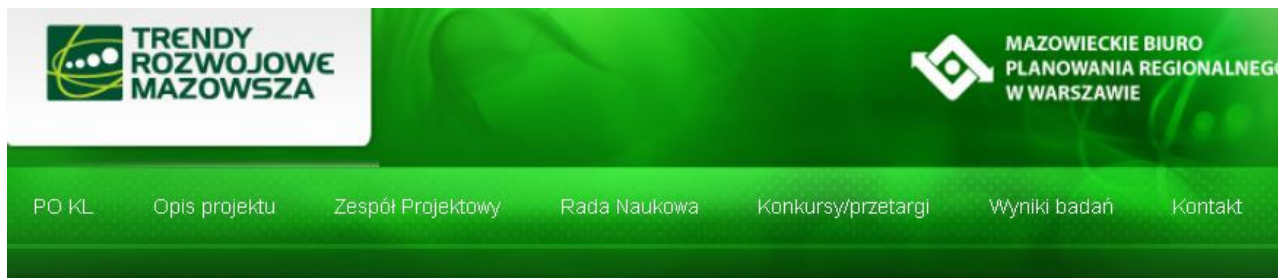 TRENDY
ROZWOJOWE
MAZOWSZA
MAZOWIECKIE BIURO
PLANOWANIA REGIONALNEGO
W WARSZAWIE
PO KL Opis projektu Zespół Projektowy Rada Naukowa Konkursy/przetargi Wyniki badań Kontakt